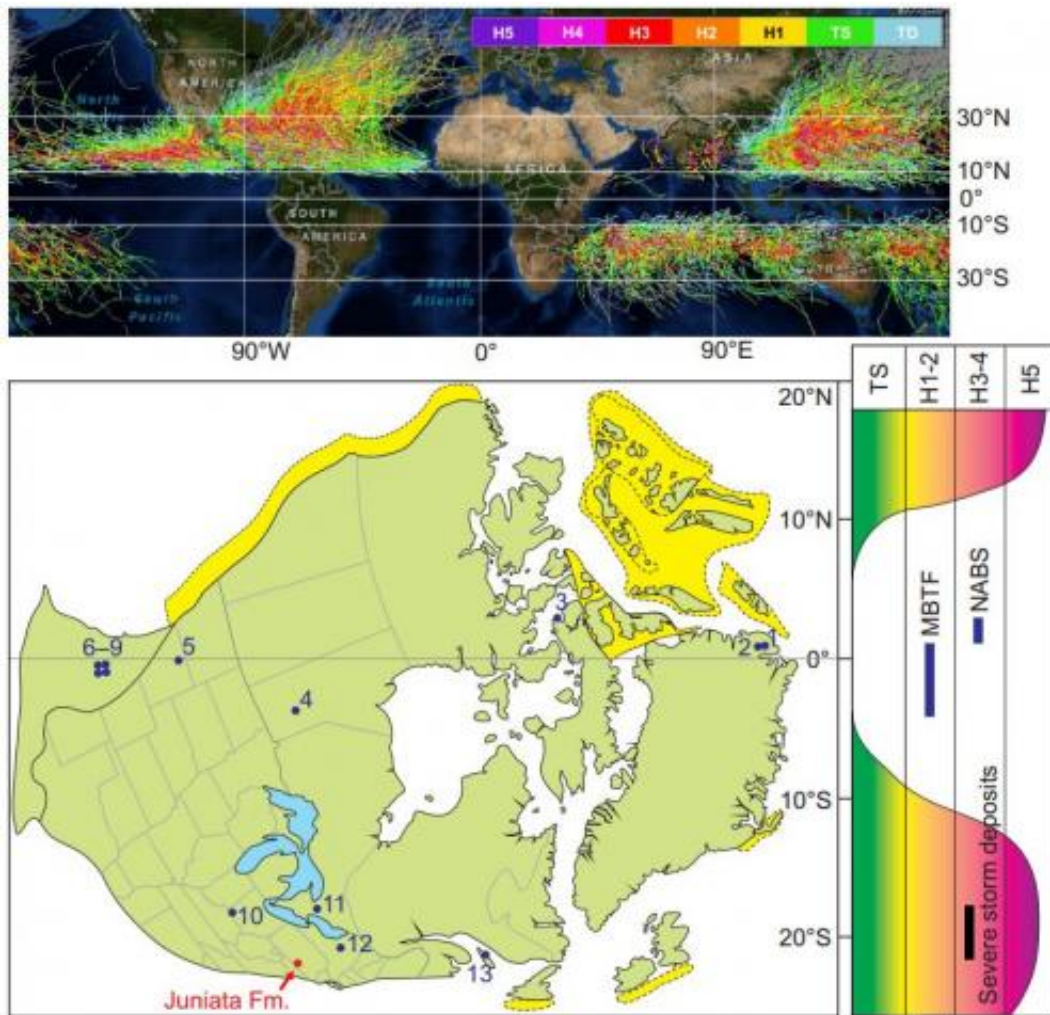 H5 H4 H3 H2 H1 TS TD
NORTH
AMERICA
ASIA
North
AFRICA
SOUTH
AMERICA
South
Pacific
South
Atlantic
30°N
10°N
0°
10°S
30°S
90°W 0° 90°E
TS
H1-2
H3-4
H5
20°N
10°N
0°
10°S
20°S
MBTF
NABS
Severe storm deposits
1
2
3
4
5
6–9
10
11
12
13
Juniata Fm.